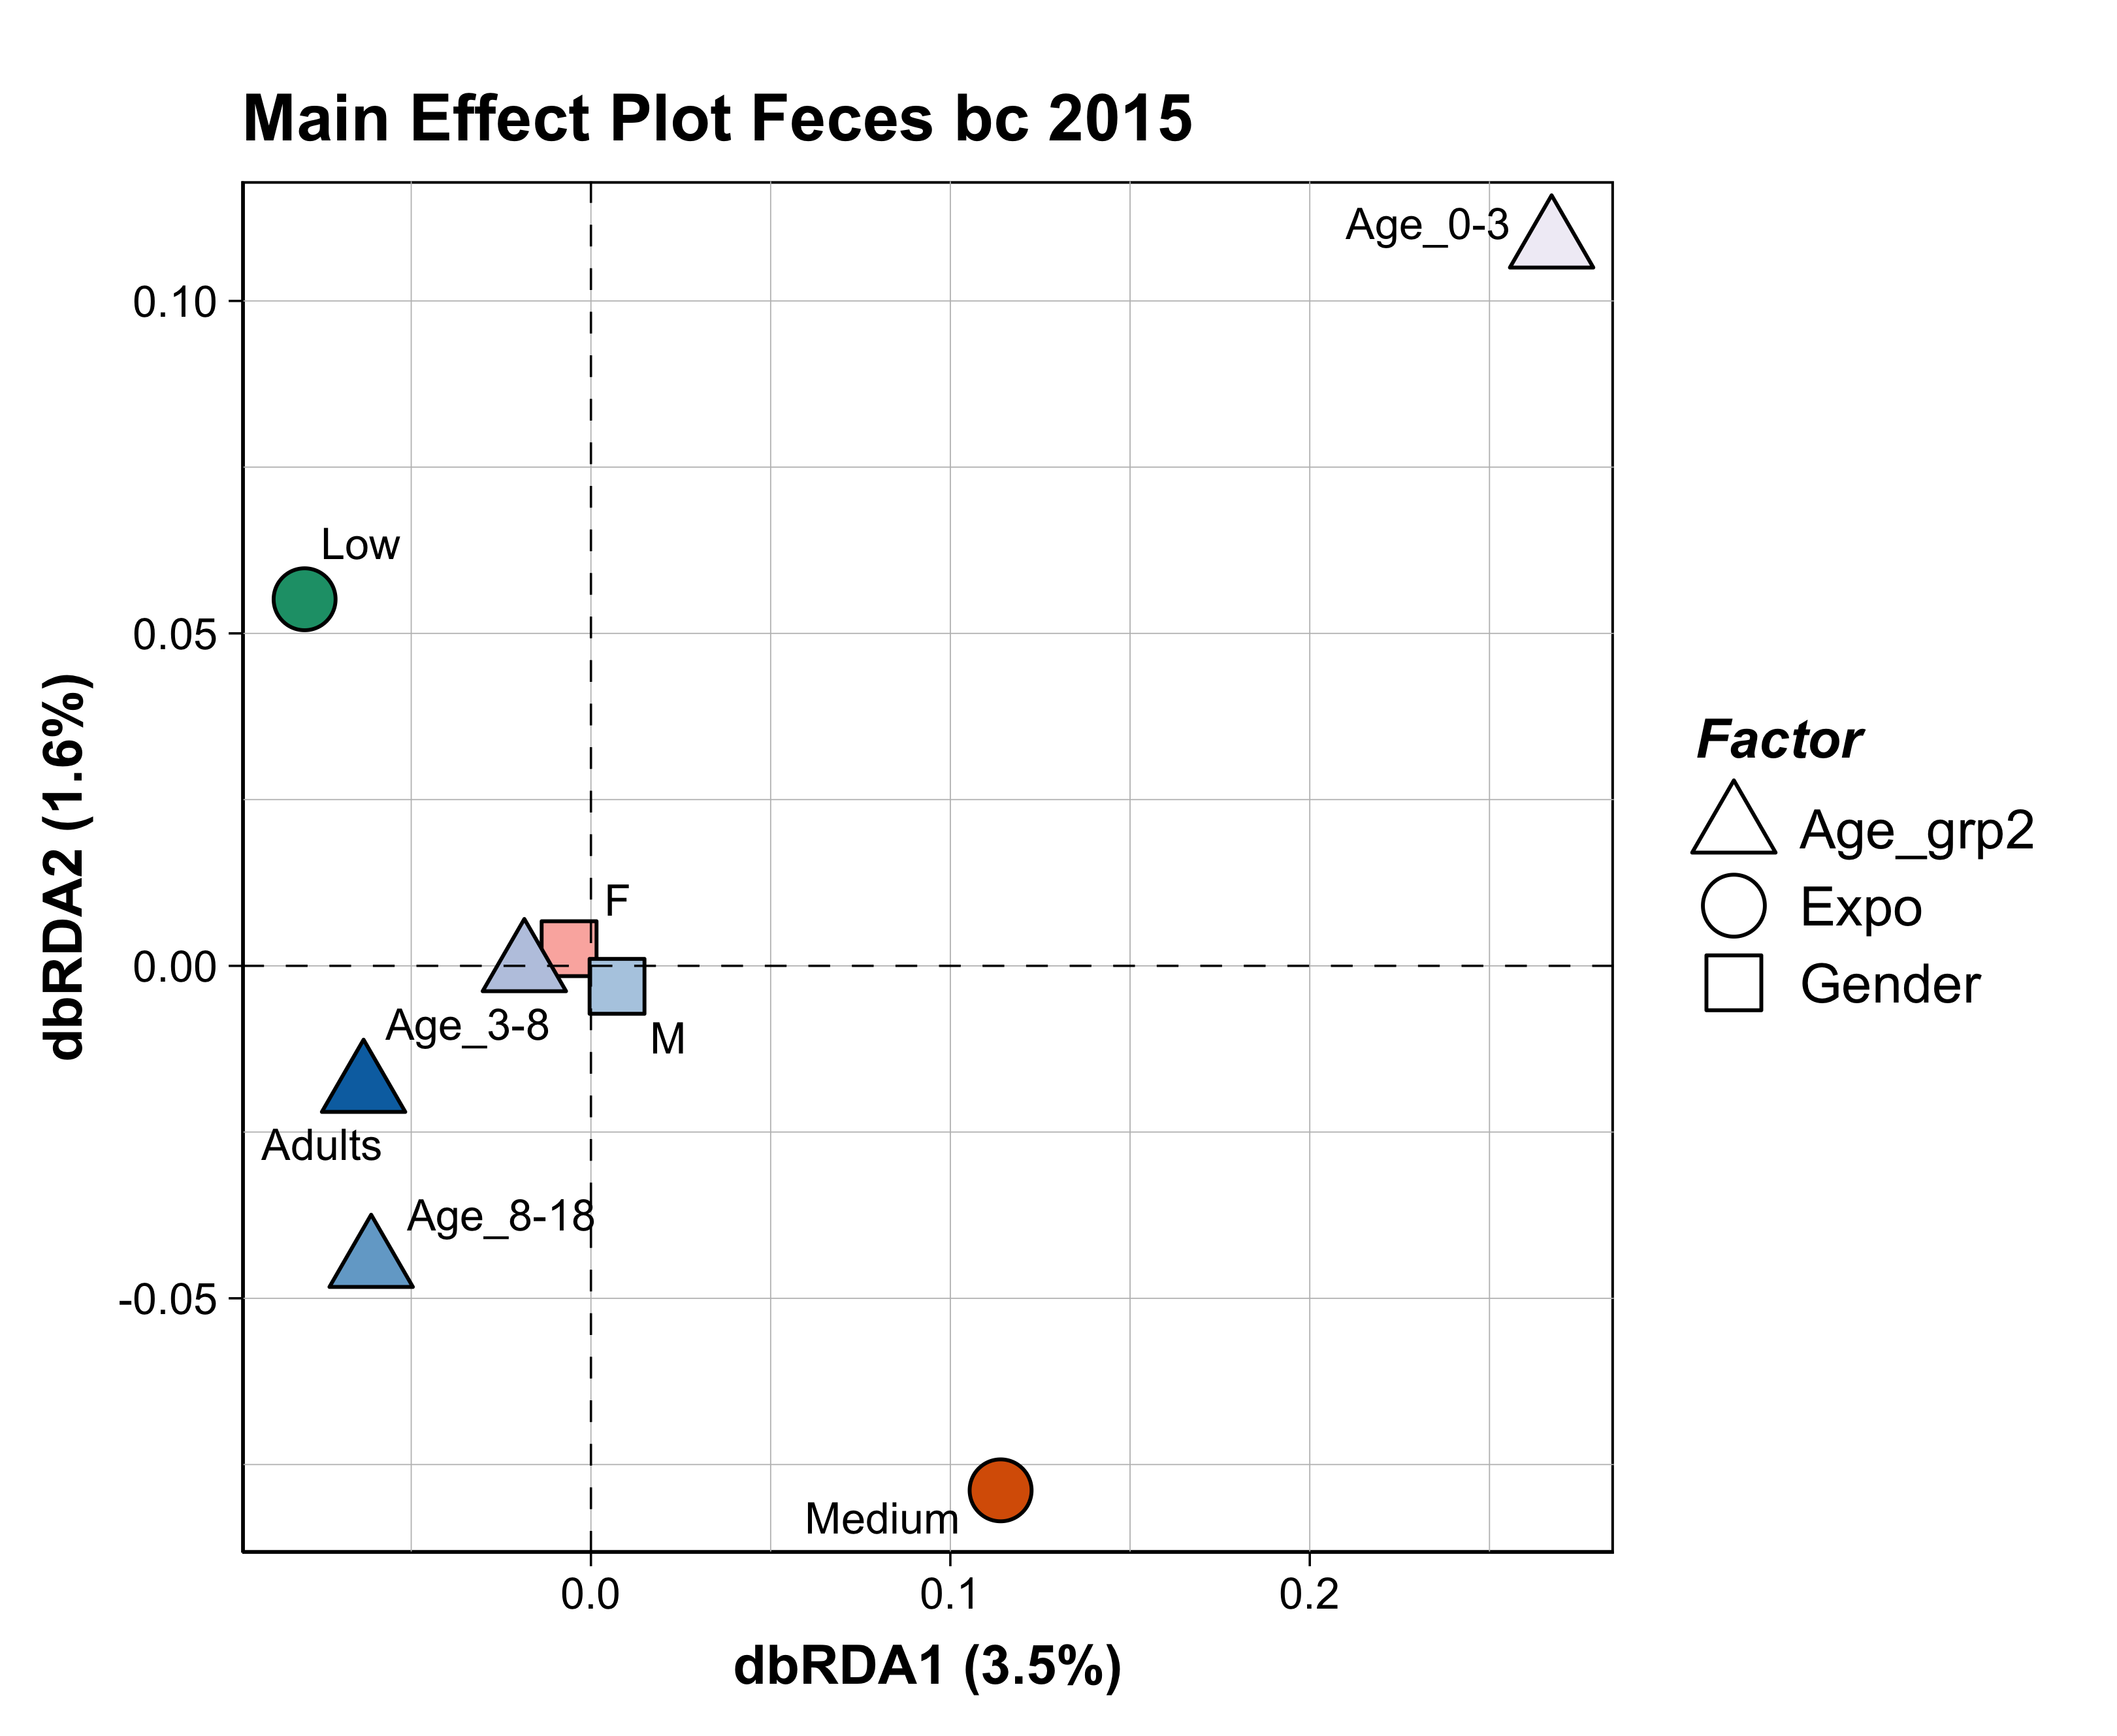 Main Effect Plot Feces bc 2015
Age_0-3
0.10
Low
0.05
F
0.00
Age_3-8
M
Adults
Age_8-18
-0.05
Medium
0.0 0.1 0.2
dbRDA1 (3.5%)
dbRDA2 (1.6%)
Factor
Age_grp2
Expo
Gender